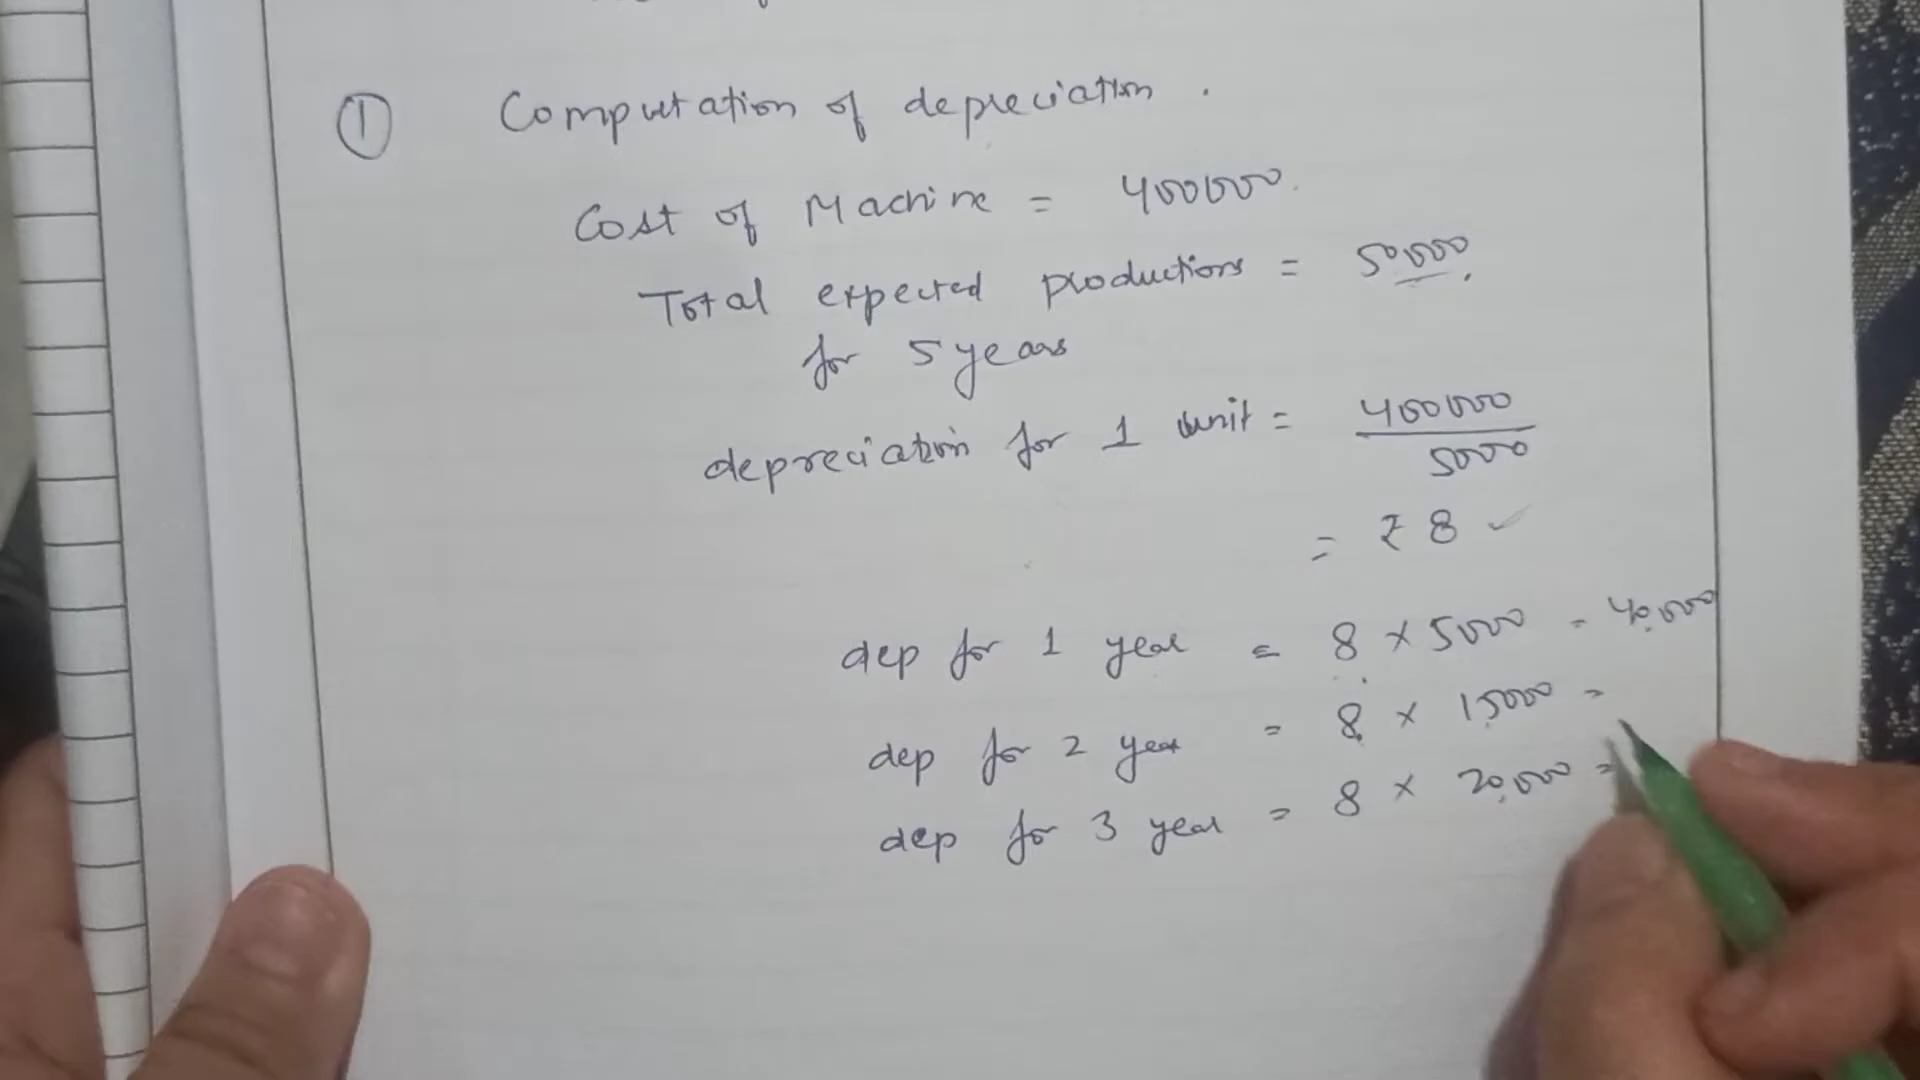 ① Computation of depreciation.
Cost of Machine = 400000.
Total expected productions = 50000.
for 5 years
depreciation for 1 unit = 400000
5000
= ₹ 8 ✓
dep for 1 year = 8 × 5000 = 40,000
dep for 2 year = 8 × 15000 =
dep for 3 year = 8 × 20,000 =